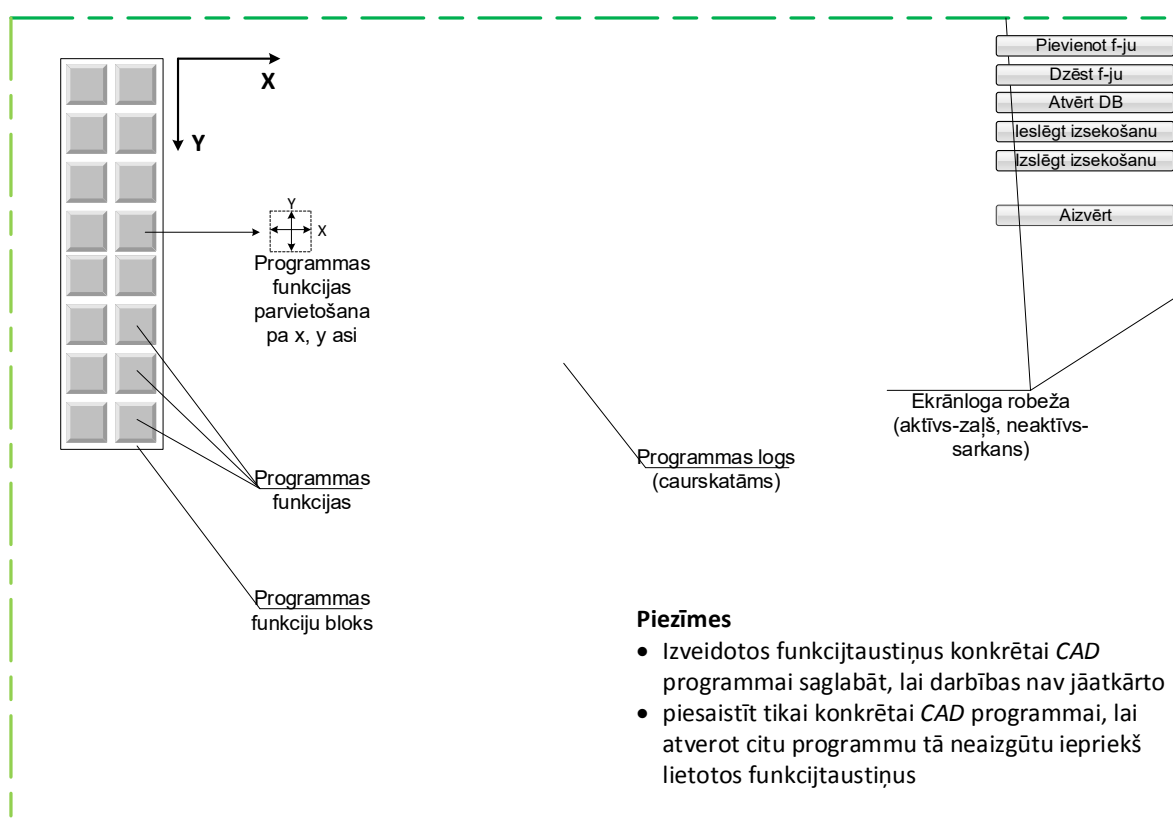 Pievienot f-ju
Dzēst f-ju
Atvērt DB
Ieslēgt izsekošanu
Izslēgt izsekošanu
Aizvērt
X
Y
Y
X
Programmas
funkcijas
parvietošana
pa x, y asi
Ekrānloga robeža
(aktīvs-zaļš, neaktīvs-
sarkans)
Programmas logs
(caurskatāms)
Programmas
funkcijas
Programmas
funkciju bloks
Piezīmes
• Izveidotos funkcijtaustiņus konkrētai CAD
programmai saglabāt, lai darbības nav jāatkārto
• piesaistīt tikai konkrētai CAD programmai, lai
atverot citu programmu tā neaizgūtu iepriekš
lietotos funkcijtaustiņus